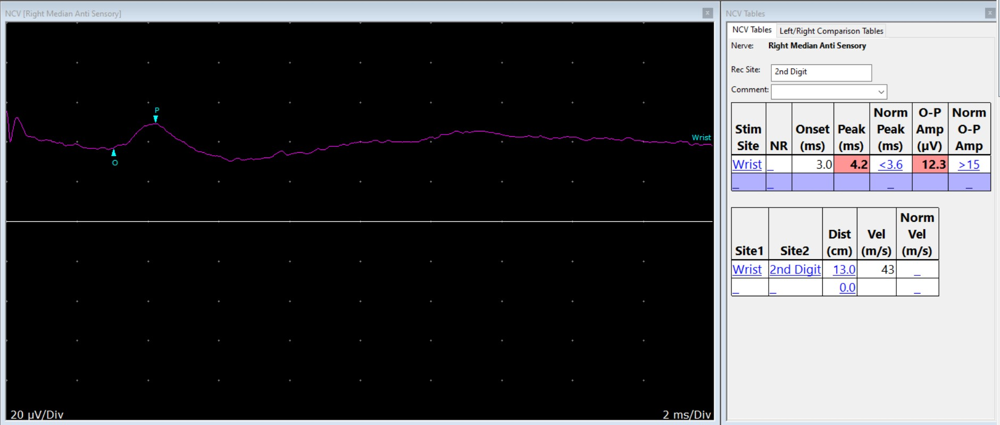 NCV [Right Median Anti Sensory]
P
O
Wrist
20 µV/Div
2 ms/Div
NCV Tables
NCV Tables Left/Right Comparison Tables
Nerve: Right Median Anti Sensory
Rec Site: 2nd Digit
Comment:
Stim Site NR Onset (ms) Peak (ms) Norm Peak (ms) O-P Amp (µV) Norm O-P Amp
Wrist _ 3.0 4.2 <3.6 12.3 >15
_ _ _ _
Site1 Site2 Dist (cm) Vel (m/s) Norm Vel (m/s)
Wrist 2nd Digit 13.0 43 _
_ _ 0.0 _